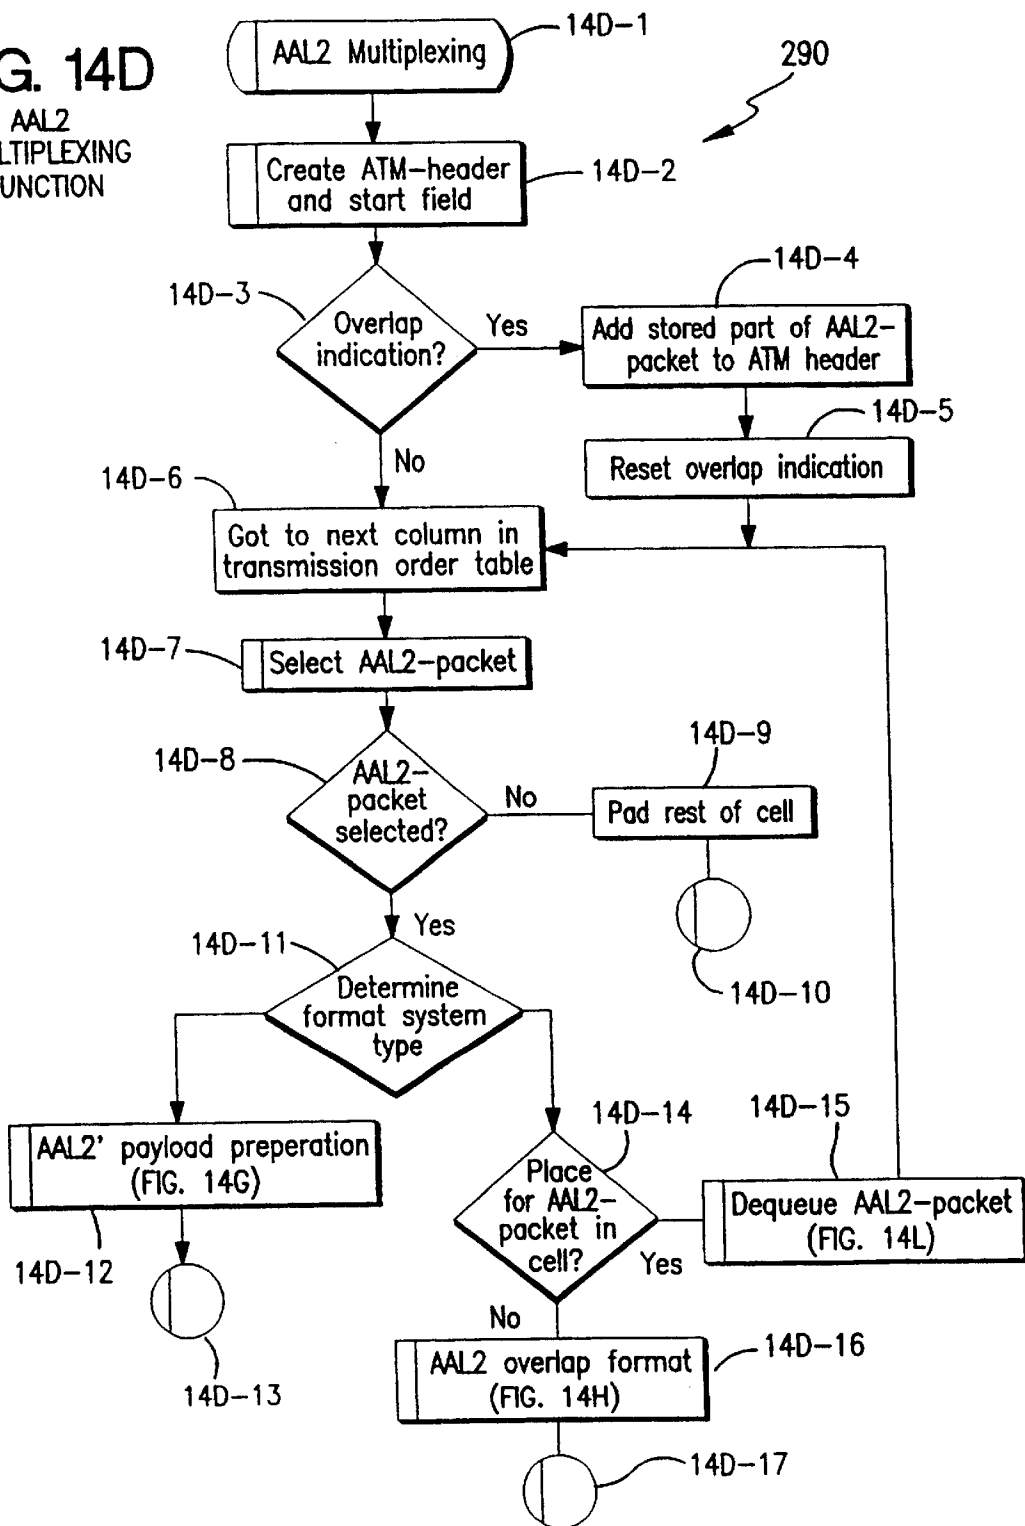 G. 14D
AAL2
LTIPLEXING
UNCTION
AAL2 Multiplexing
14D-1
290
Create ATM-header
and start field
14D-2
14D-3
Overlap
indication?
Yes
14D-4
Add stored part of AAL2-
packet to ATM header
14D-5
Reset overlap indication
No
14D-6
Got to next column in
transmission order table
14D-7
Select AAL2-packet
14D-8
AAL2-
packet
selected?
No
14D-9
Pad rest of cell
14D-10
Yes
14D-11
Determine
format system
type
AAL2' payload preperation
(FIG. 14G)
14D-12
14D-13
14D-14
Place
for AAL2-
packet in
cell?
Yes
14D-15
Dequeue AAL2-packet
(FIG. 14L)
No
AAL2 overlap format
(FIG. 14H)
14D-16
14D-17